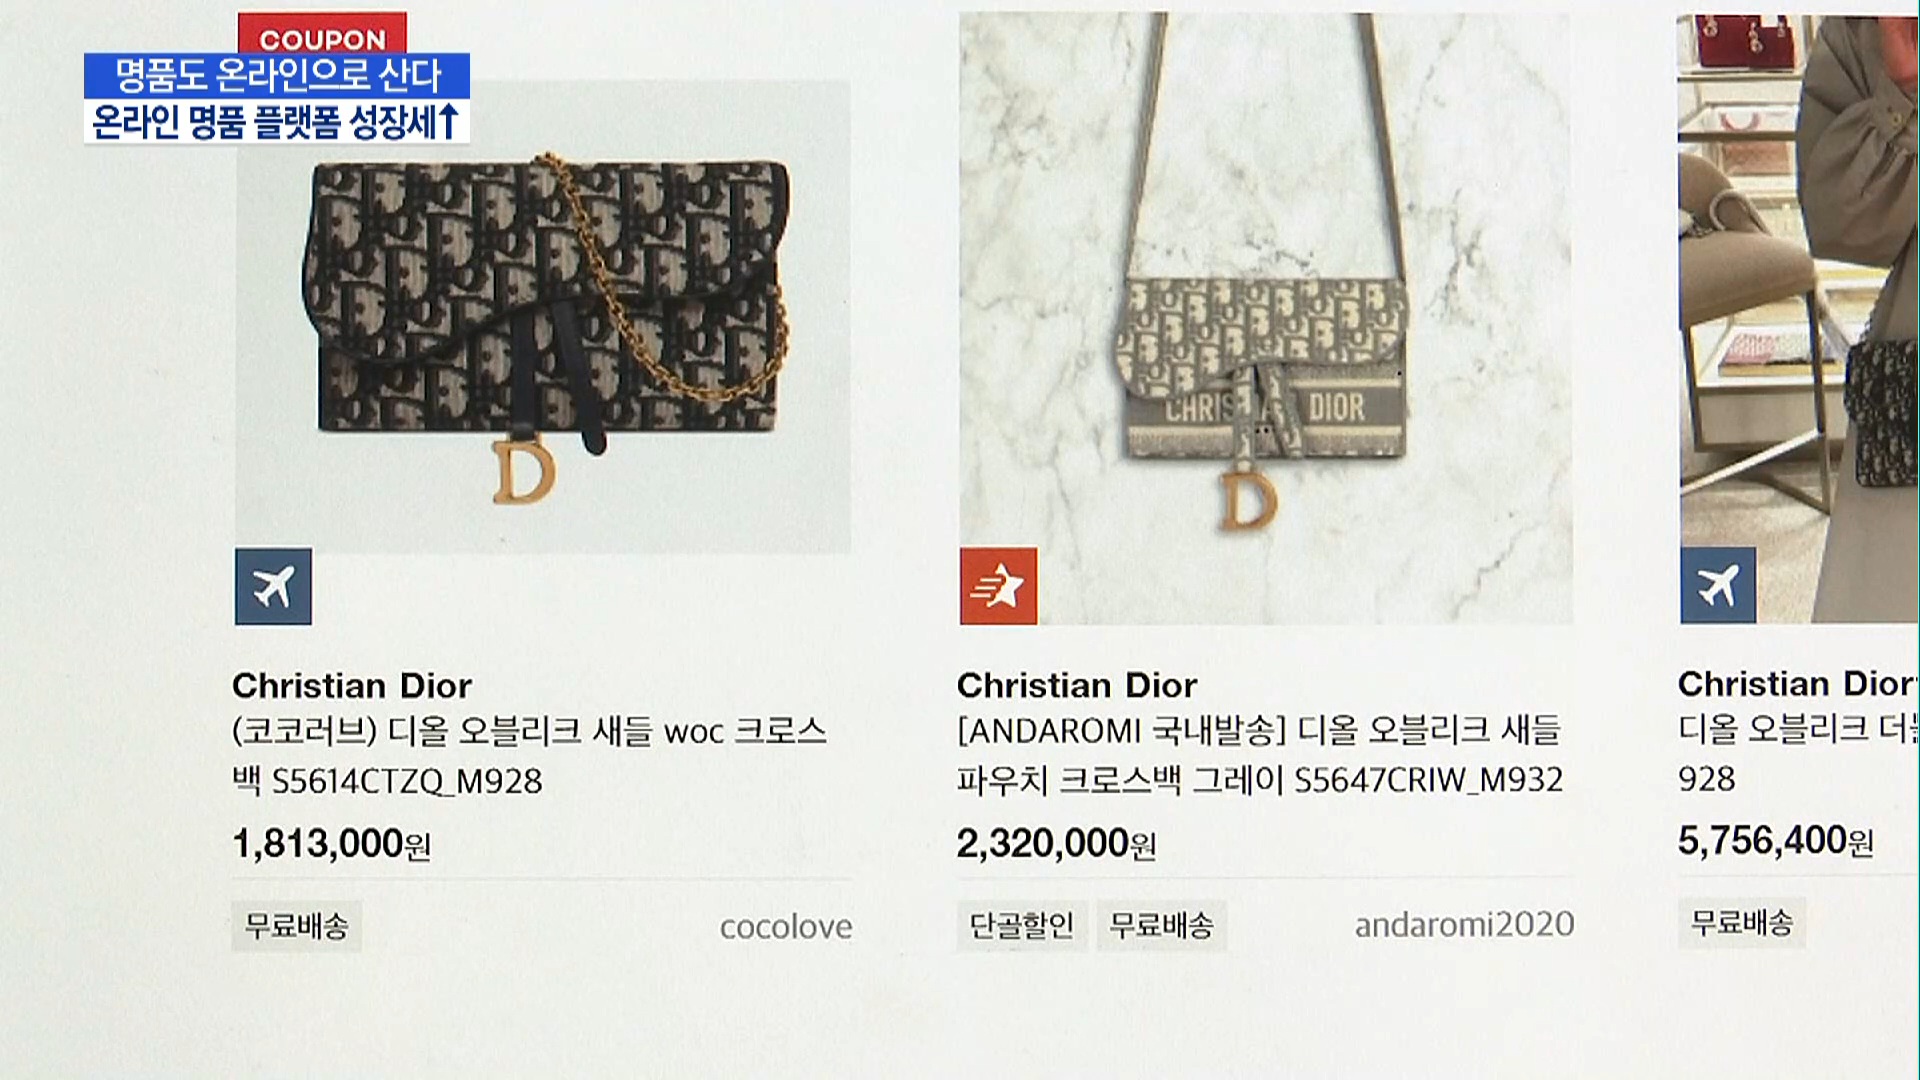 COUPON
명품도 온라인으로 산다
온라인 명품 플랫폼 성장세↑
CHRIS A DIOR
D
D
Christian Dior
(코코러브) 디올 오블리크 새들 woc 크로스
백 S5614CTZQ_M928
1,813,000원
무료배송
cocolove
Christian Dior
[ANDAROMI 국내발송] 디올 오블리크 새들
파우치 크로스백 그레이 S5647CRIW_M932
2,320,000원
단골할인
무료배송
andaromi2020
Christian Dior
디올 오블리크
928
5,756,400원
무료배송